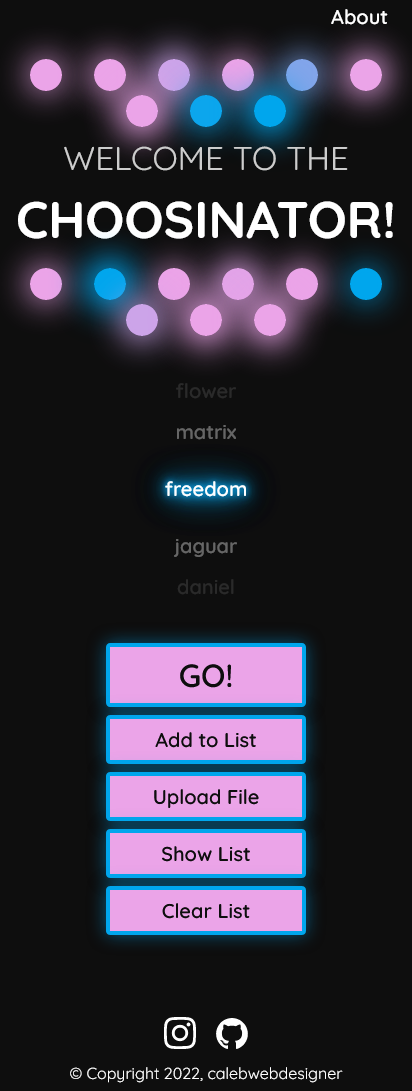 About
WELCOME TO THE
CHOOSINATOR!
flower
matrix
freedom
jaguar
daniel
GO!
Add to List
Upload File
Show List
Clear List
© Copyright 2022, calebwebdesigner